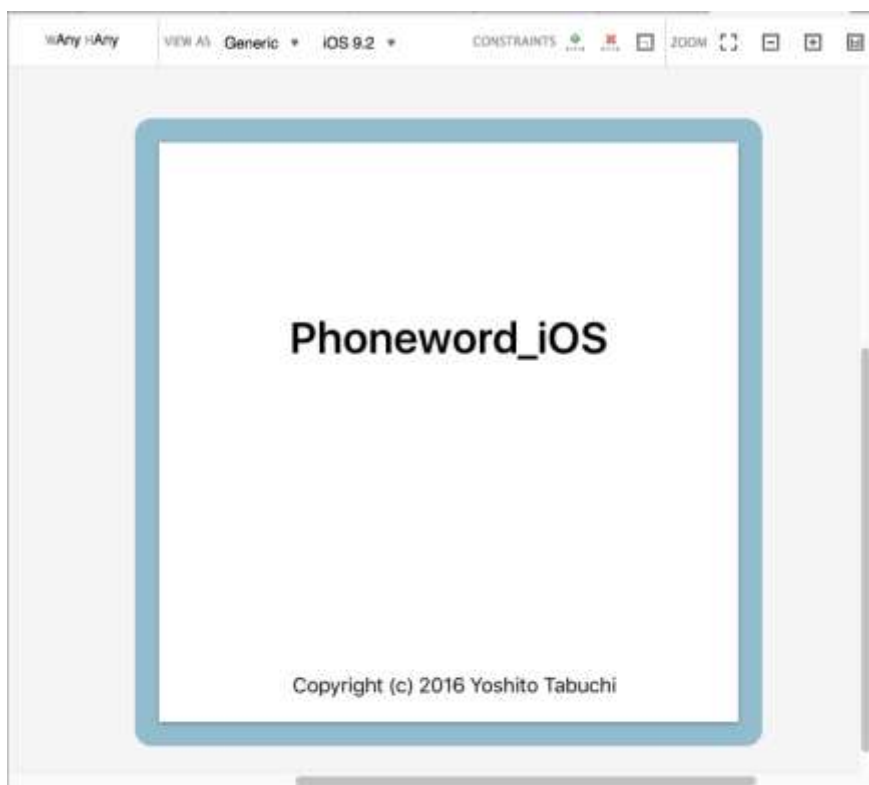 wAny hAny VIEW AS Generic iOS 9.2 CONSTRAINTS ZOOM
Phoneword_iOS
Copyright (c) 2016 Yoshito Tabuchi